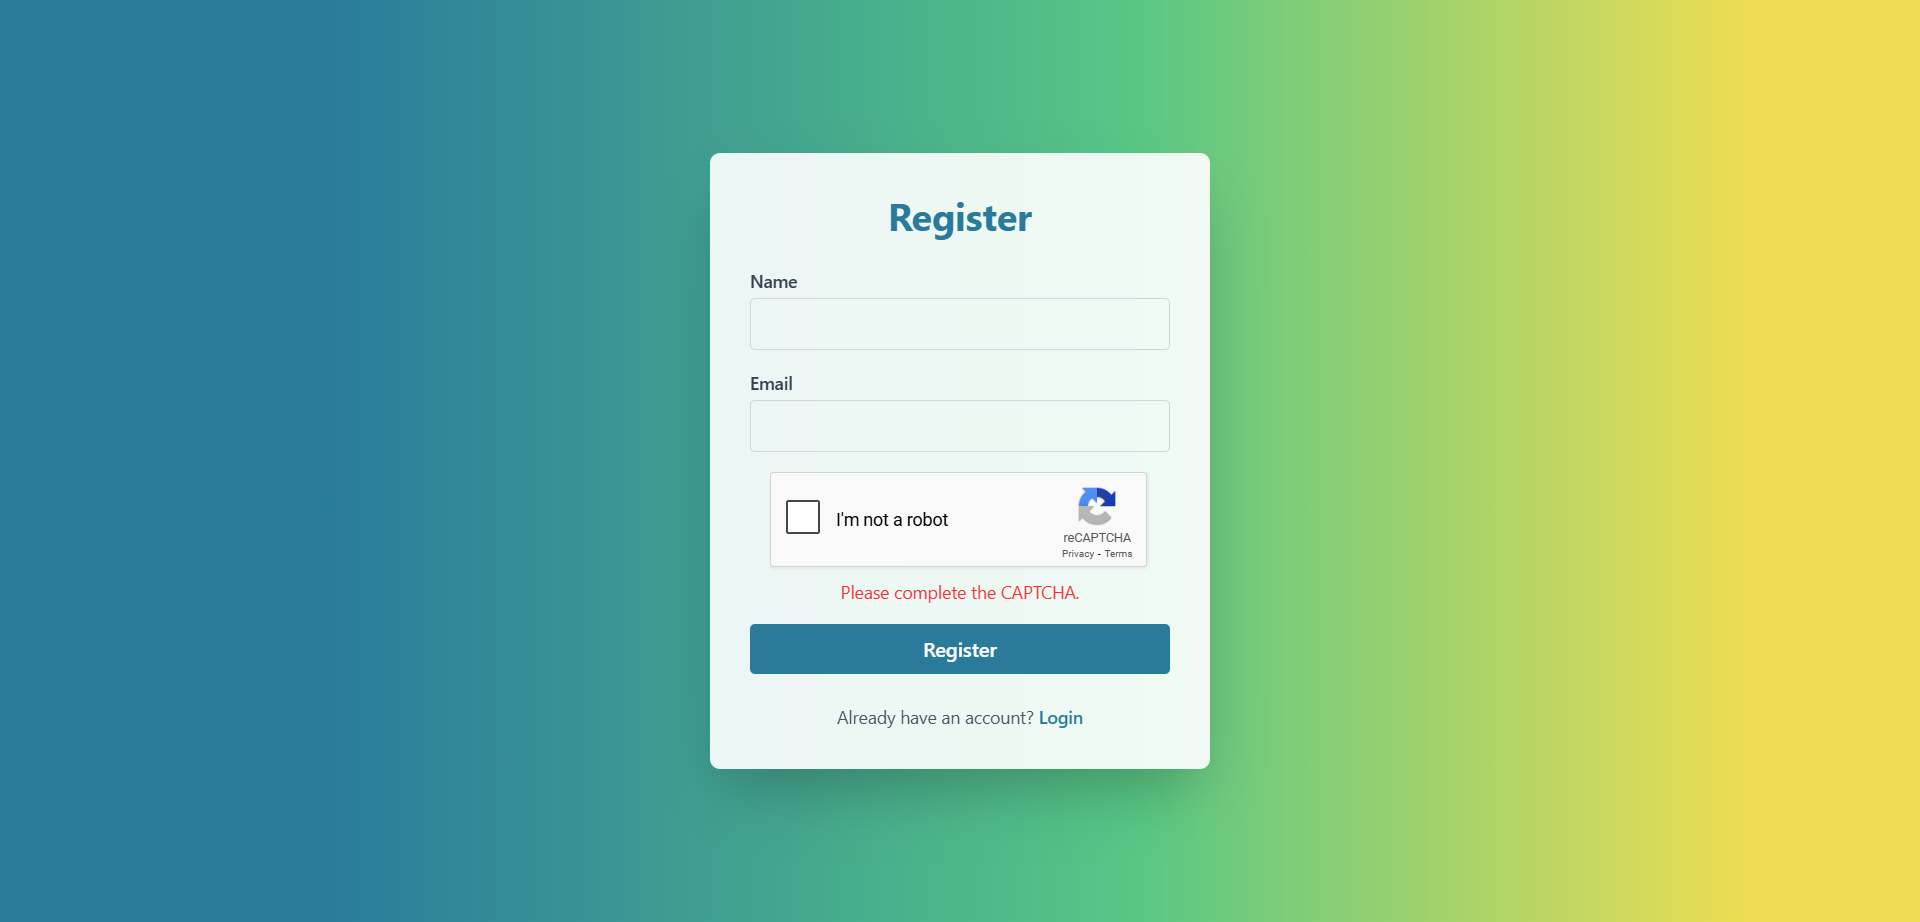 Register
Name
Email
I'm not a robot
reCAPTCHA
Privacy - Terms
Please complete the CAPTCHA.
Register
Already have an account? Login